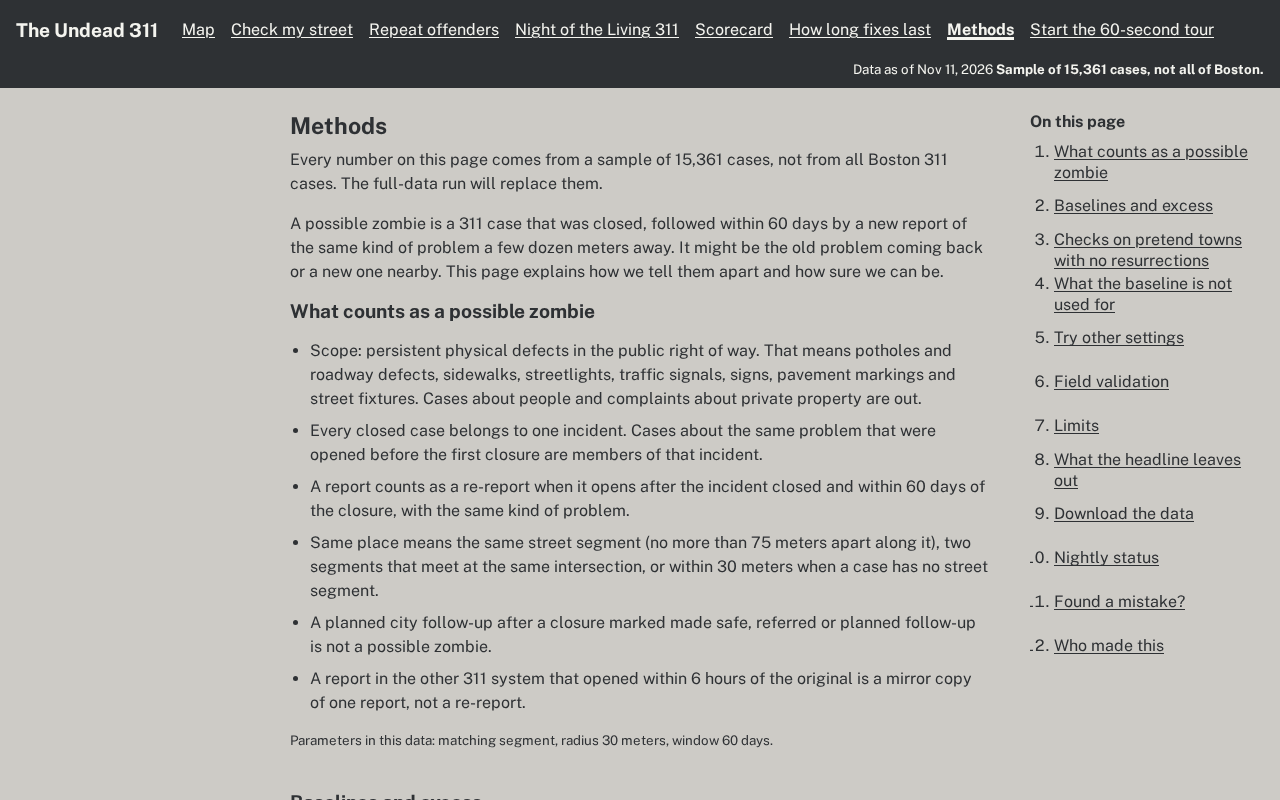 The Undead 311
Map
Check my street
Repeat offenders
Night of the Living 311
Scorecard
How long fixes last
Methods
Start the 60-second tour
Data as of Nov 11, 2026 Sample of 15,361 cases, not all of Boston.
Methods
Every number on this page comes from a sample of 15,361 cases, not from all Boston 311
cases. The full-data run will replace them.
A possible zombie is a 311 case that was closed, followed within 60 days by a new report of
the same kind of problem a few dozen meters away. It might be the old problem coming back
or a new one nearby. This page explains how we tell them apart and how sure we can be.
What counts as a possible zombie
• Scope: persistent physical defects in the public right of way. That means potholes and
roadway defects, sidewalks, streetlights, traffic signals, signs, pavement markings and
street fixtures. Cases about people and complaints about private property are out.
• Every closed case belongs to one incident. Cases about the same problem that were
opened before the first closure are members of that incident.
• A report counts as a re-report when it opens after the incident closed and within 60 days of
the closure, with the same kind of problem.
• Same place means the same street segment (no more than 75 meters apart along it), two
segments that meet at the same intersection, or within 30 meters when a case has no street
segment.
• A planned city follow-up after a closure marked made safe, referred or planned follow-up
is not a possible zombie.
• A report in the other 311 system that opened within 6 hours of the original is a mirror copy
of one report, not a re-report.
Parameters in this data: matching segment, radius 30 meters, window 60 days.
Baselines and excess
On this page
1. What counts as a possible
zombie
2. Baselines and excess
3. Checks on pretend towns
with no resurrections
4. What the baseline is not
used for
5. Try other settings
6. Field validation
7. Limits
8. What the headline leaves
out
9. Download the data
0. Nightly status
1. Found a mistake?
2. Who made this